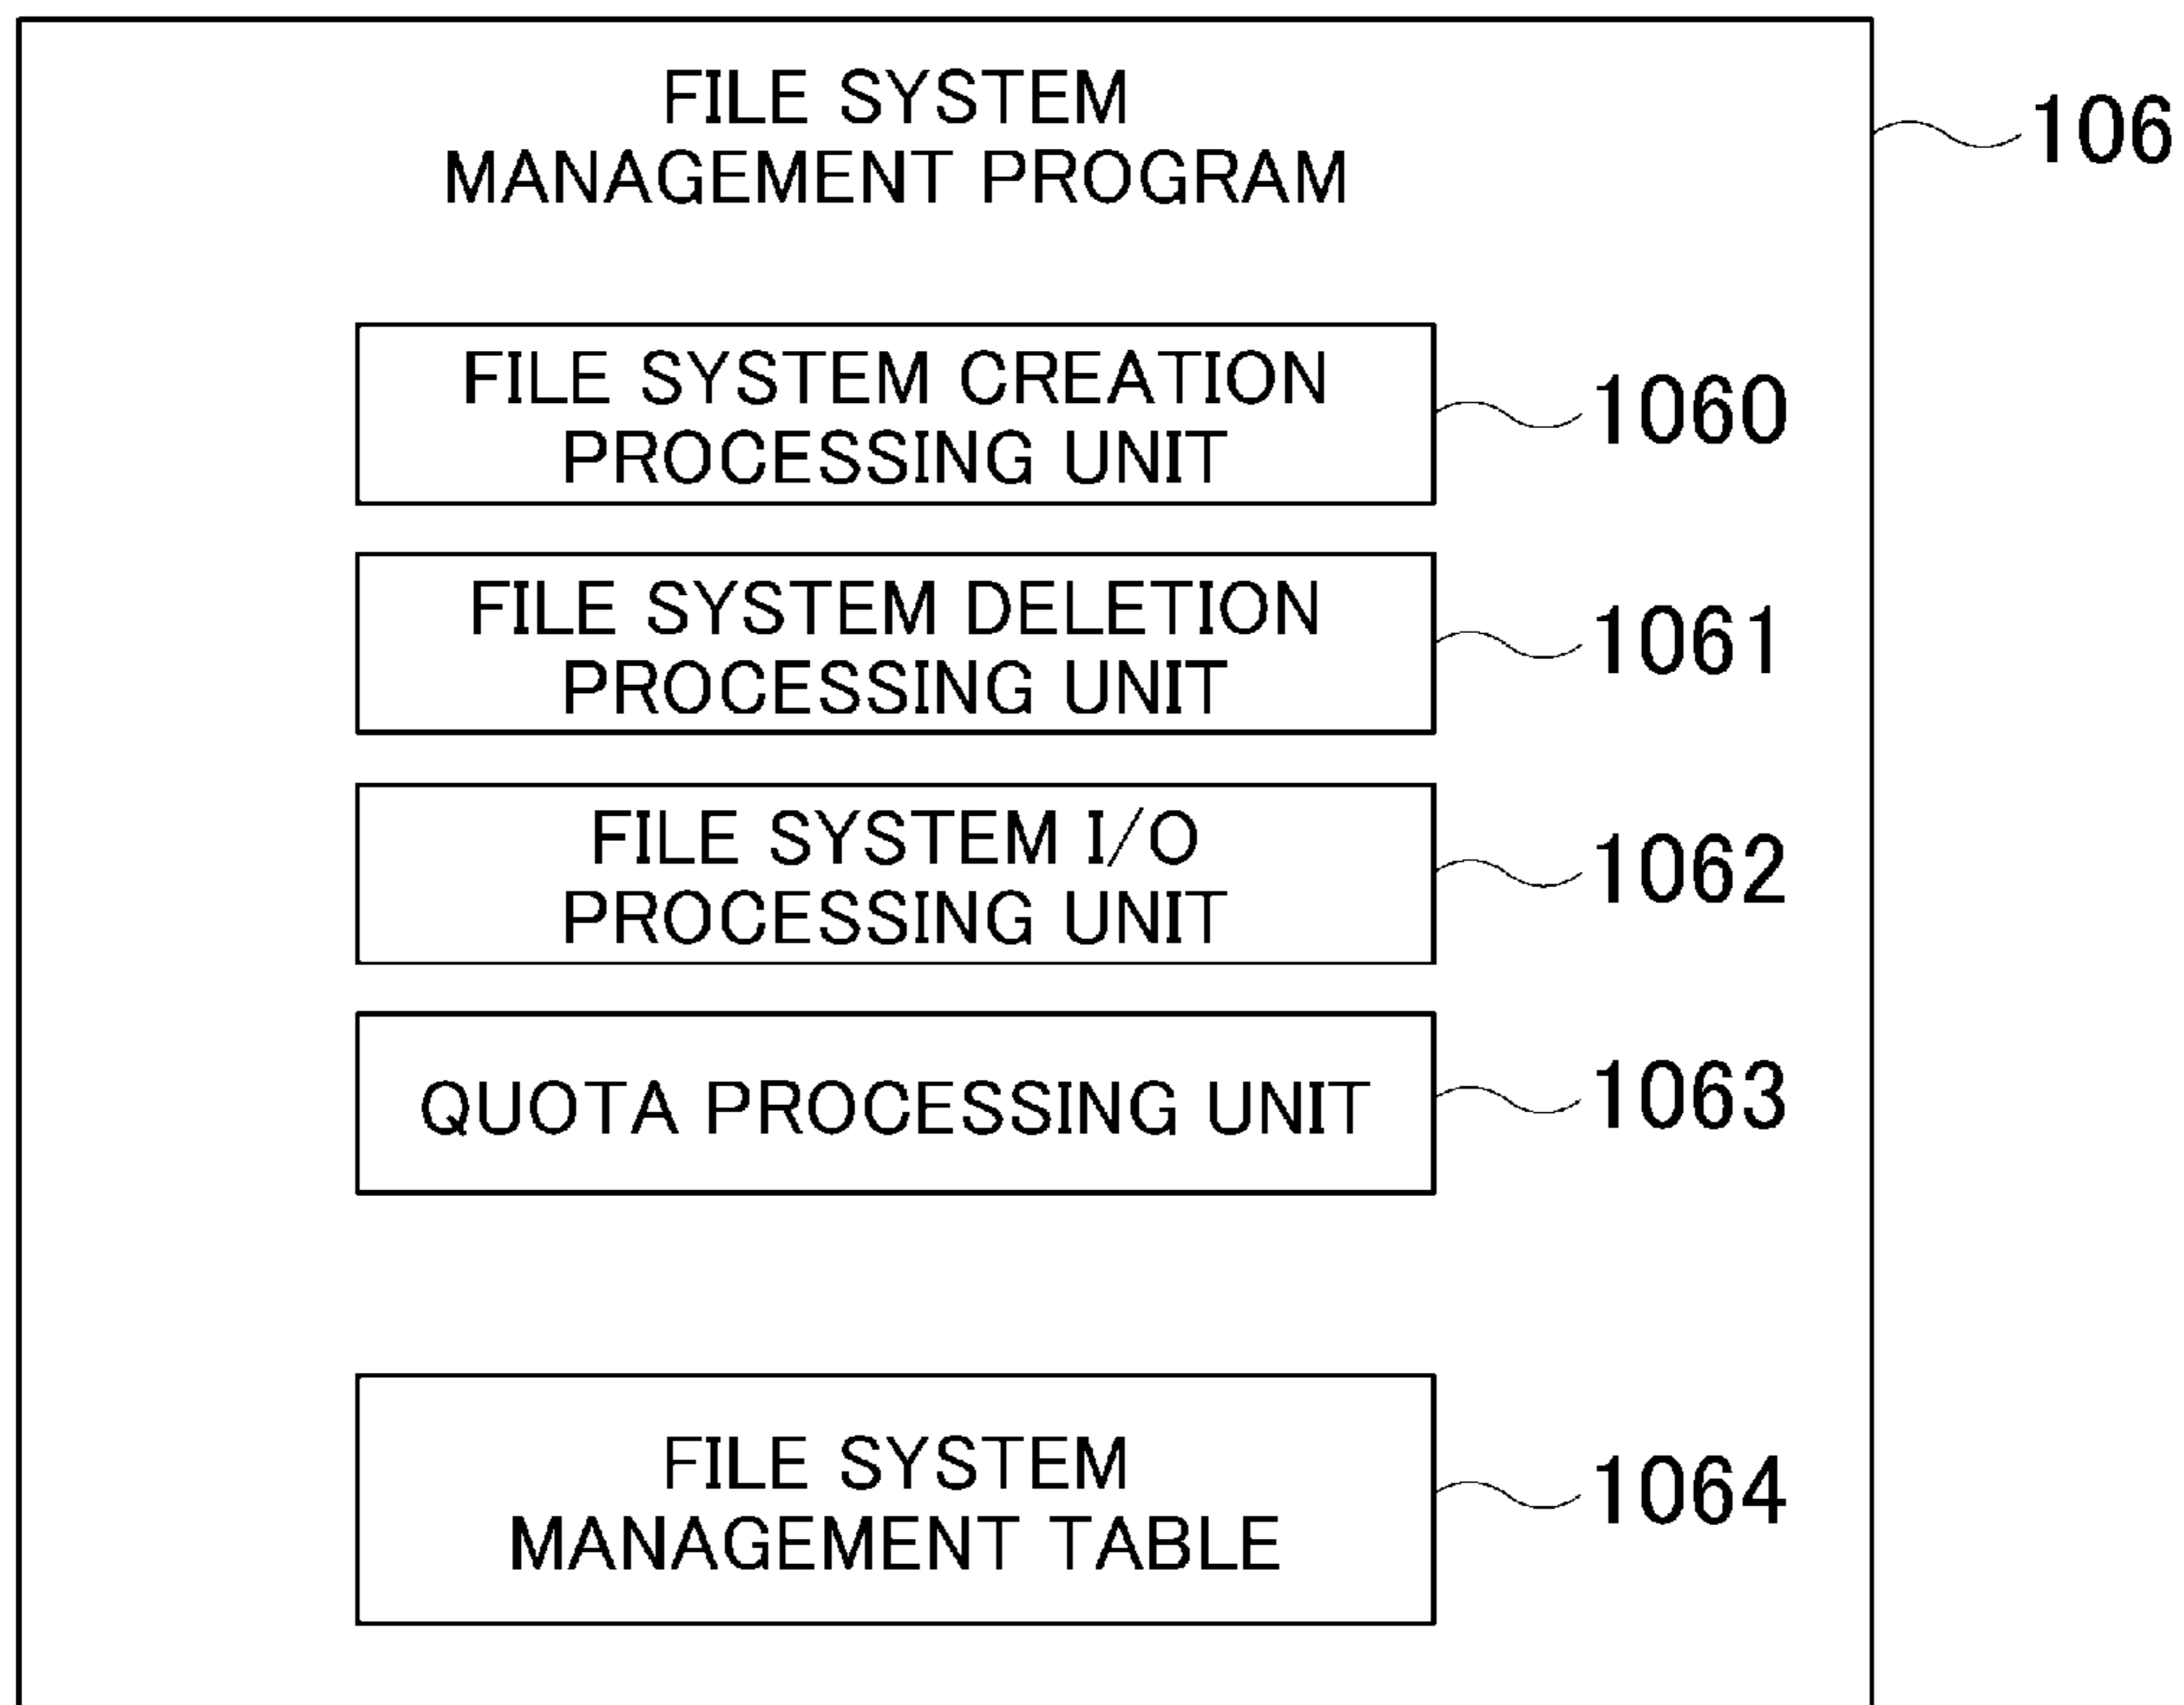 FILE SYSTEM
MANAGEMENT PROGRAM
106
FILE SYSTEM CREATION
PROCESSING UNIT
1060
FILE SYSTEM DELETION
PROCESSING UNIT
1061
FILE SYSTEM I/O
PROCESSING UNIT
1062
QUOTA PROCESSING UNIT
1063
FILE SYSTEM
MANAGEMENT TABLE
1064